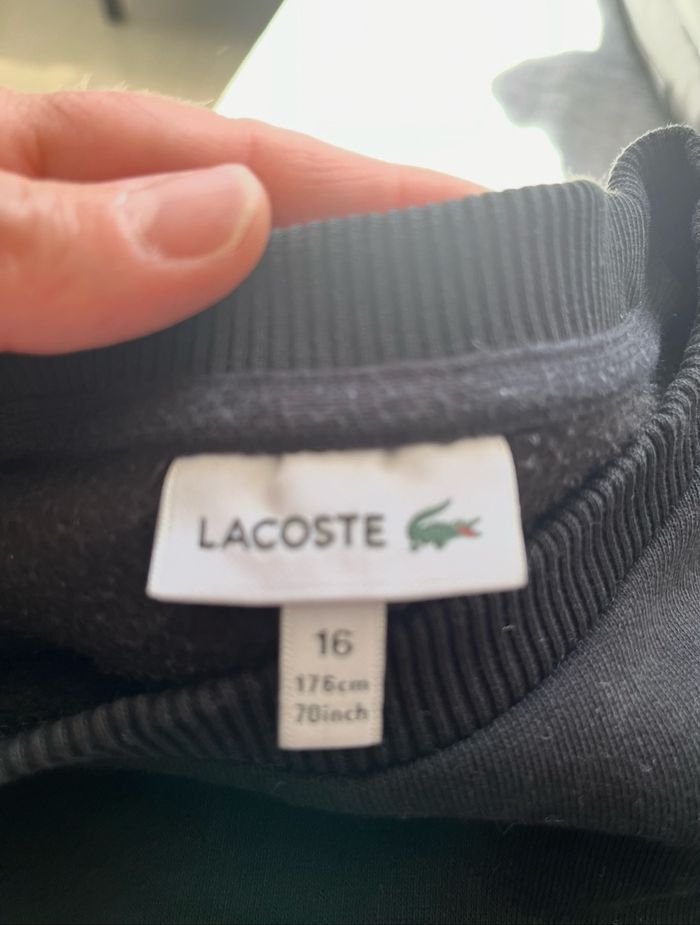 LACOSTE
16
176cm
70inch